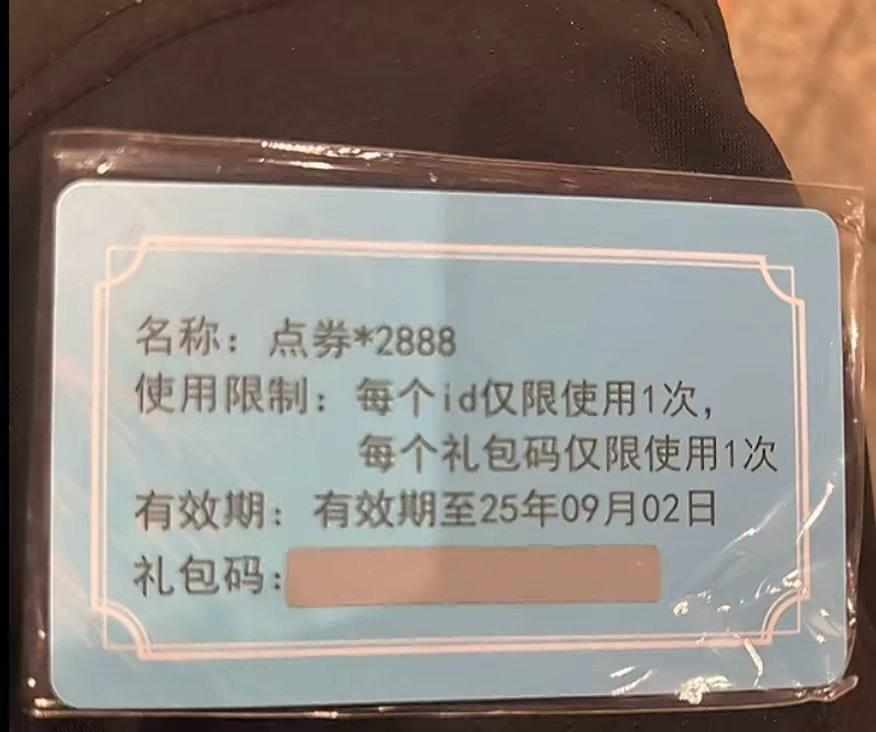 名称：点券*2888
使用限制：每个id仅限使用1次，
每个礼包码仅限使用1次
有效期：有效期至25年09月02日
礼包码：